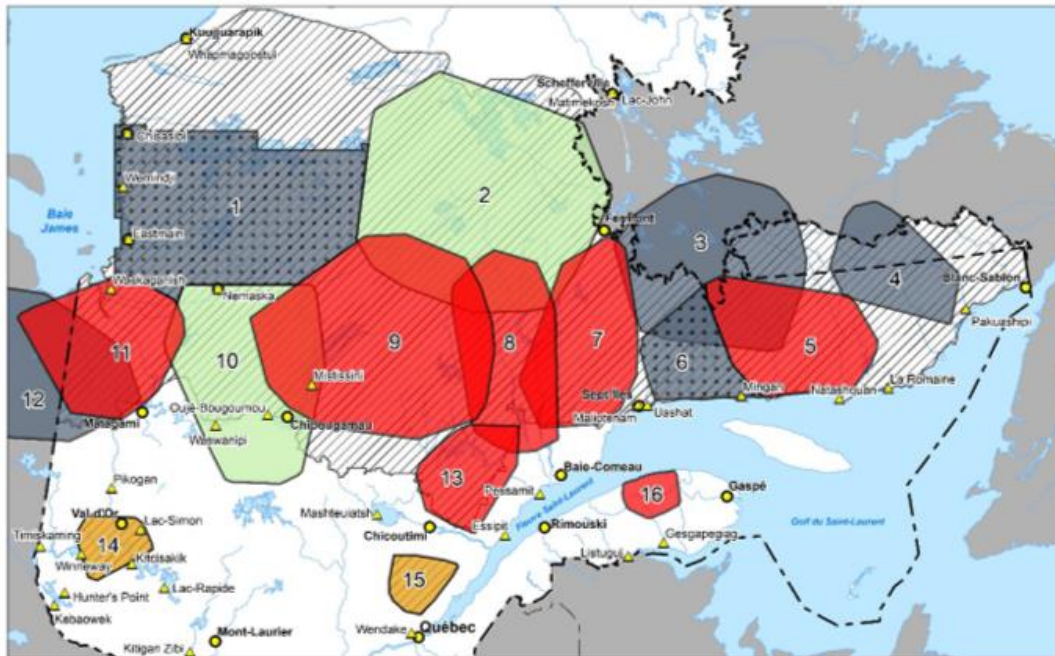 Kuujjuarapik
Whapmagoostui
Schefferville
Matimekosh
Lac-John
Chisasibi
Wemindji
1
2
Baie
James
Fermont
3
Eastmain
4
Blanc-Sablon
Waskaganish
Nemaska
Pakuashipi
11
10
9
8
7
6
5
12
Mistissini
La Romaine
Mingan
Natashquan
Sept-Iles
Uashat
Maliotenam
Matagami
Oujé-Bougoumou
Chibougamau
Waswanipi
Baie-Comeau
13
Pessamit
16
Gaspé
Pikogan
Mashteuiatsh
Fleuve Saint-Laurent
Val-d'Or
Lac-Simon
Chicoutimi
Essipit
Rimouski
Golf du Saint-Laurent
Timiskaming
14
Winneway
Kitcisakik
Gesgapegiag
Listuguj
15
Hunter's Point
Lac-Rapide
Kebaowek
Wendake
Québec
Mont-Laurier
Kitigan Zibi